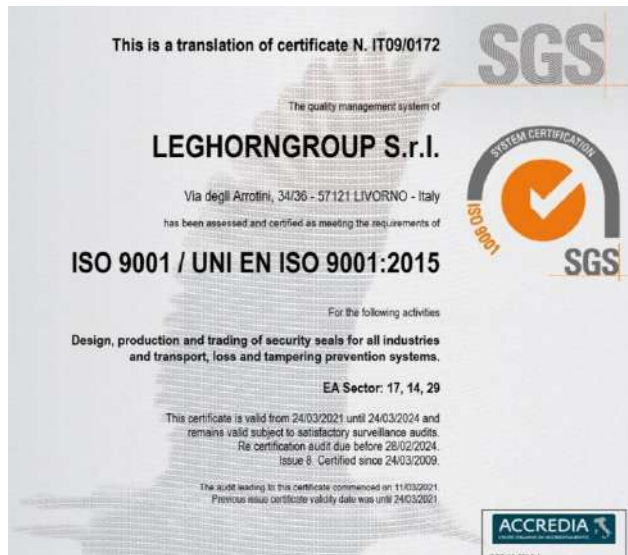 This is a translation of certificate N. IT09/0172
SGS
The quality management system of
LEGHORNGROUP S.r.l.
SYSTEM CERTIFICATION
ISO 9001
SGS
Via degli Arrotini, 34/36 - 57121 LIVORNO - Italy
has been assessed and certified as meeting the requirements of
ISO 9001 / UNI EN ISO 9001:2015
For the following activities
Design, production and trading of security seals for all industries
and transport, loss and tampering prevention systems.
EA Sector: 17, 14, 29
This certificate is valid from 24/03/2021 until 24/03/2024 and
remains valid subject to satisfactory surveillance audits.
Re certification audit due before 28/02/2024.
Issue 8. Certified since 24/03/2009.
The audit leading to this certificate commenced on 11/03/2021.
Previous issue certificate validity date was until 24/03/2021.
ACCREDIA